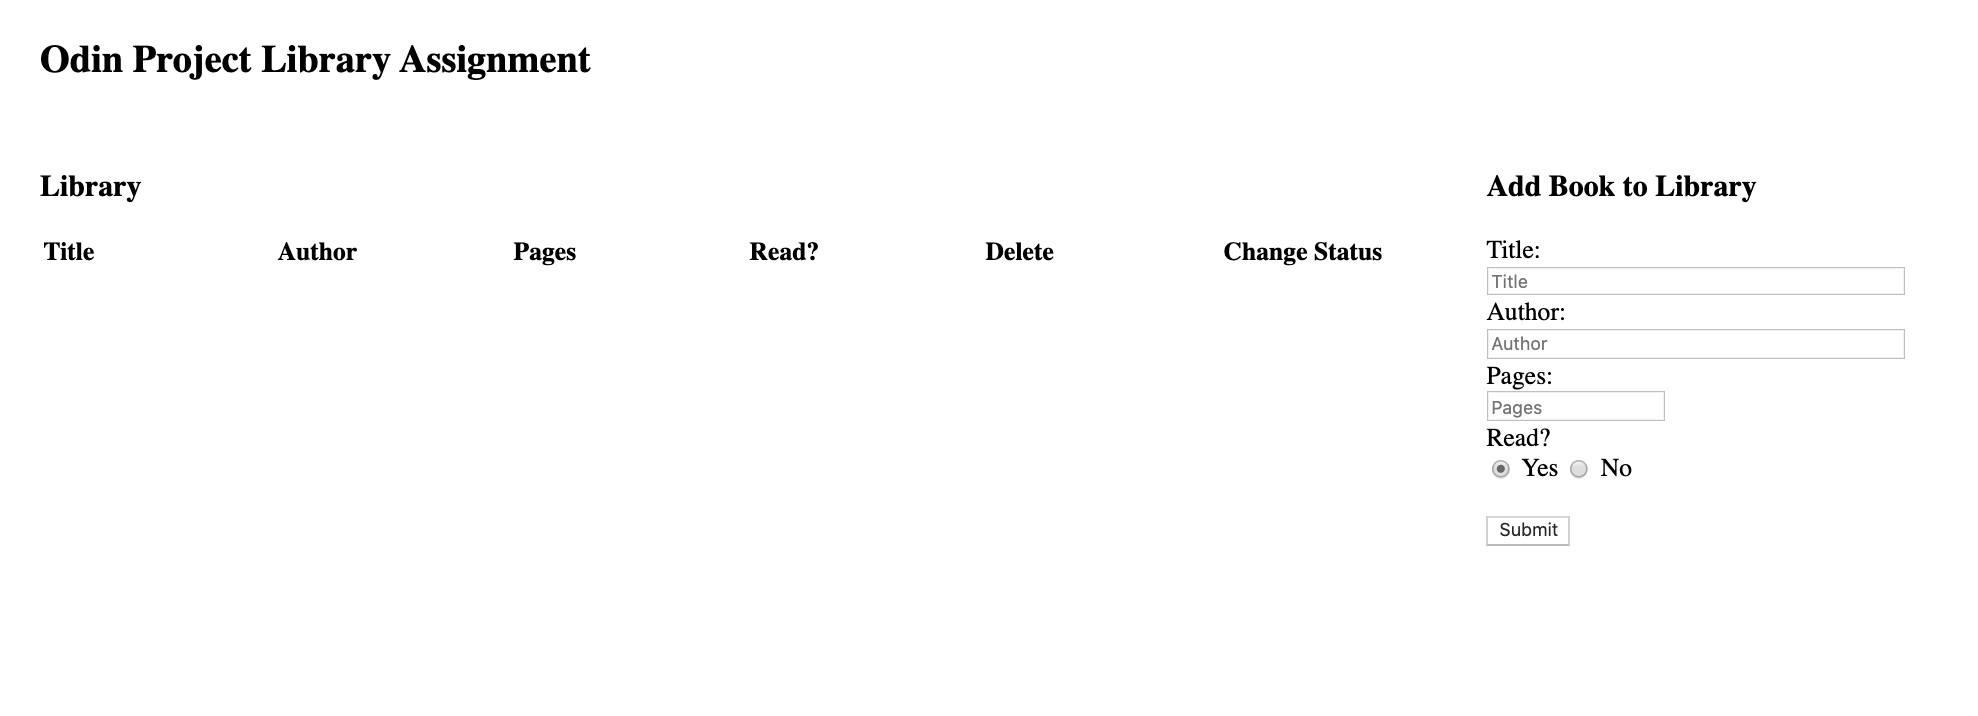 Odin Project Library Assignment
Library
Title Author Pages Read? Delete Change Status
Add Book to Library
Title:
Title
Author:
Author
Pages:
Pages
Read?
Yes No
Submit